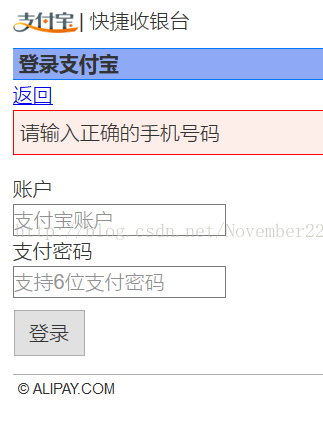 支付宝 | 快捷收银台
登录支付宝
返回
请输入正确的手机号码
账户
支付宝账户
http://blog.csdn.net/November22
支付密码
支持6位支付密码
登录
© ALIPAY.COM